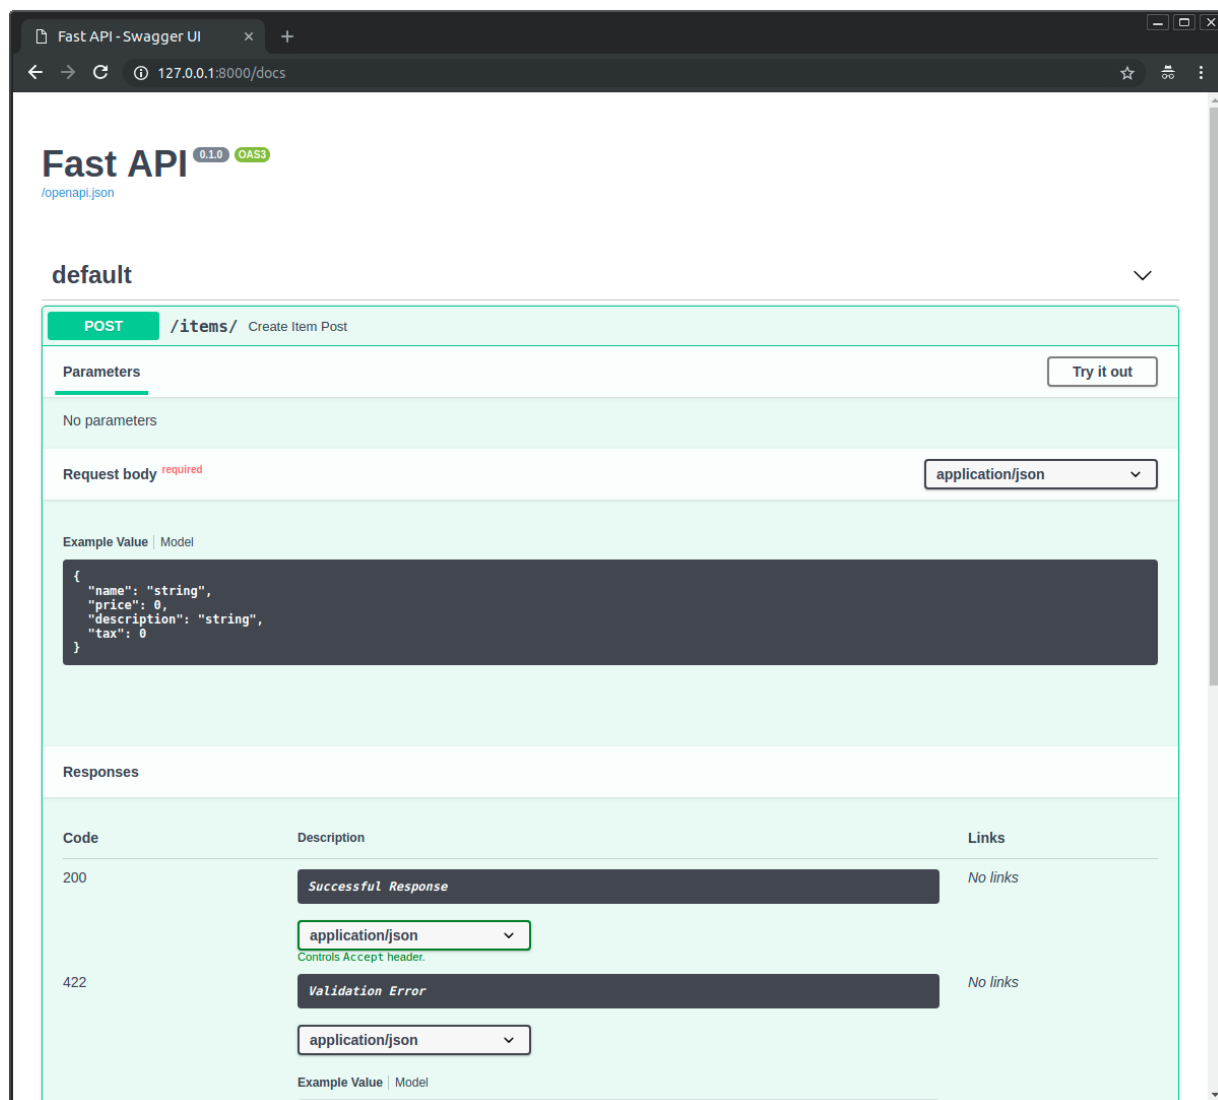 Fast API - Swagger UI
127.0.0.1:8000/docs
Fast API 0.1.0 OAS3
/openapi.json
default
POST /items/ Create Item Post
Parameters Try it out
No parameters
Request body required application/json
Example Value Model
{
"name": "string",
"price": 0,
"description": "string",
"tax": 0
}
Responses
Code Description Links
200 Successful Response No links
application/json
Controls Accept header.
422 Validation Error No links
application/json
Example Value Model